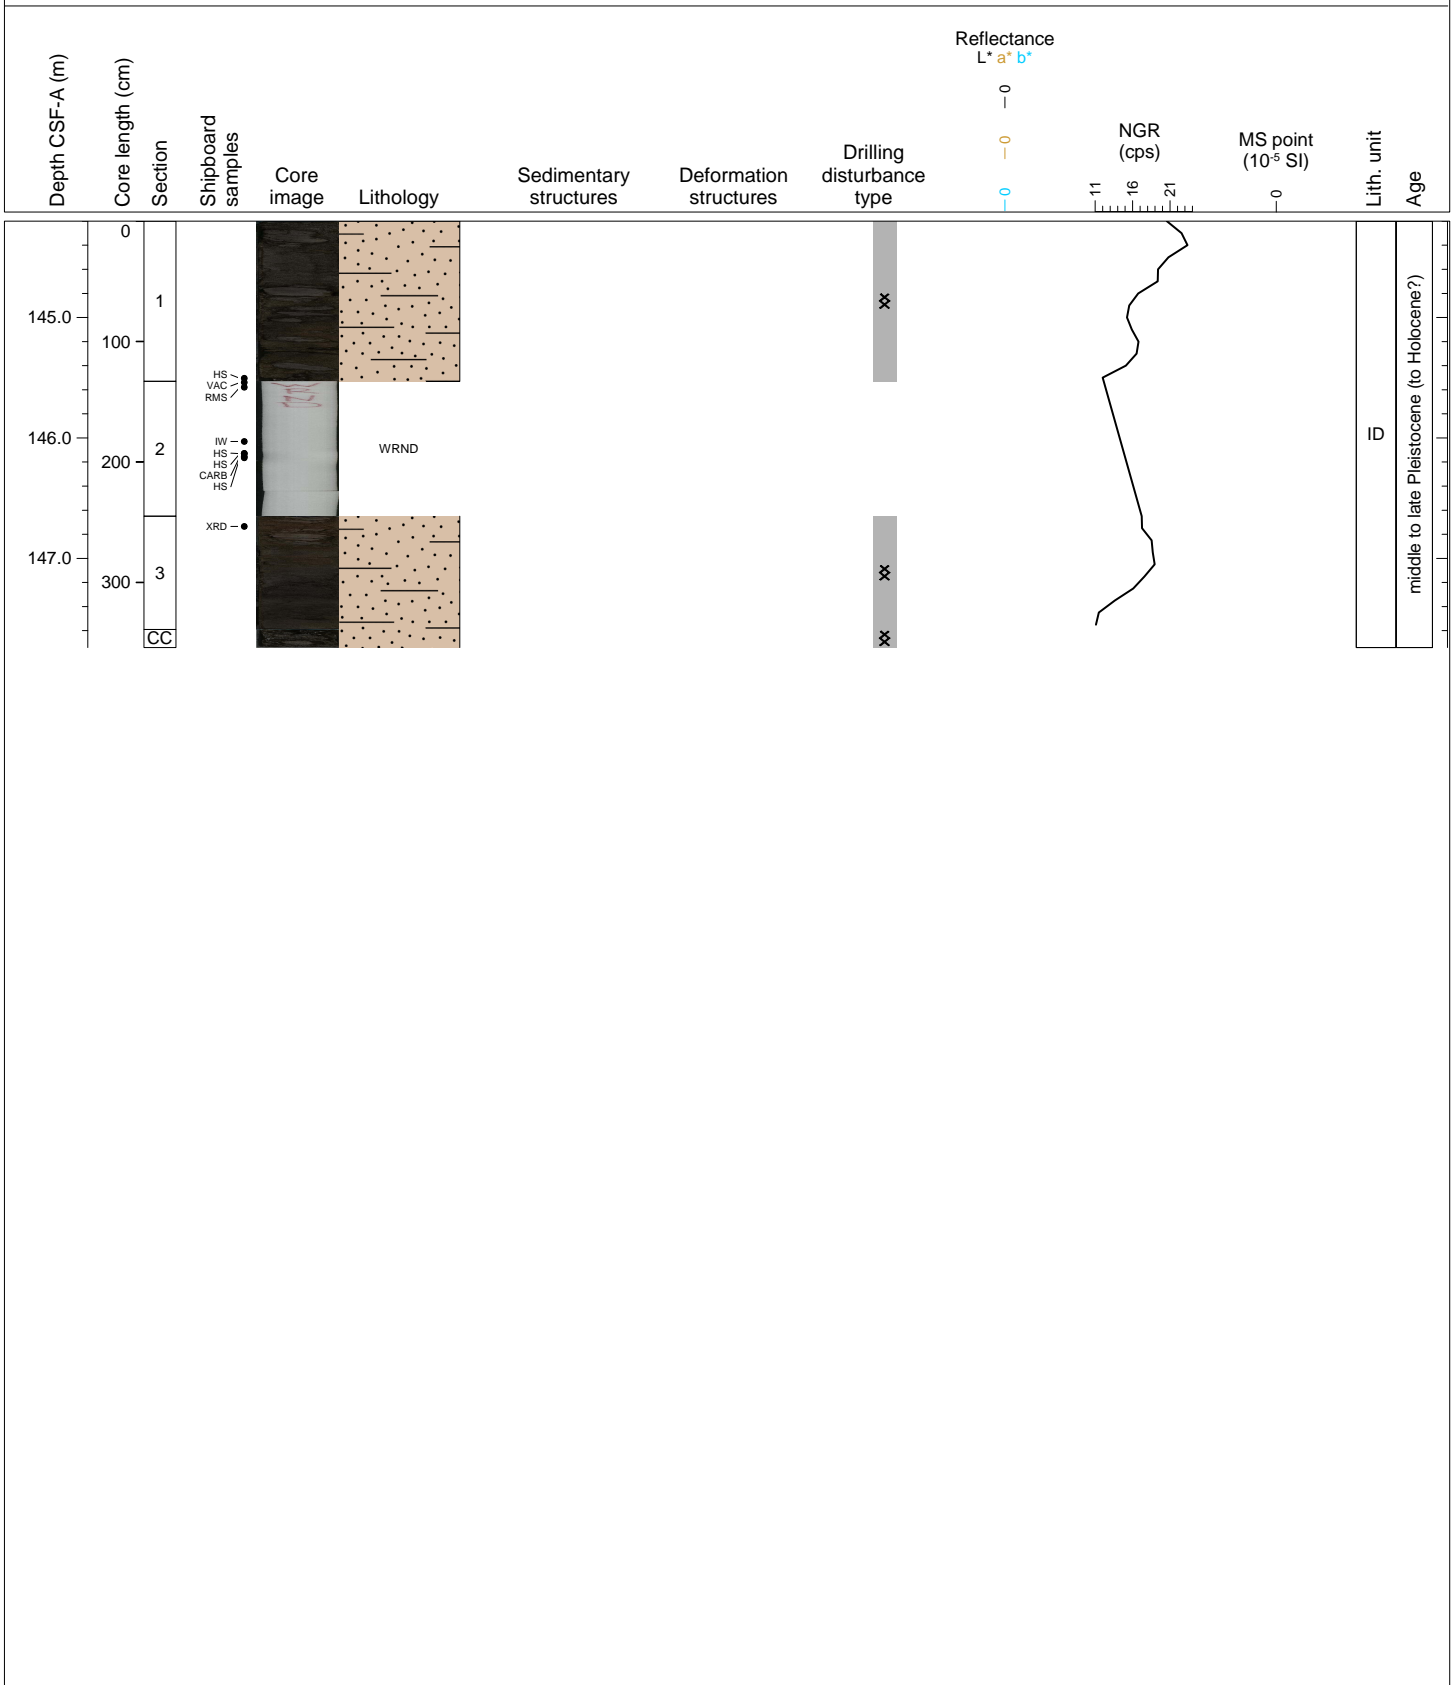 Depth CSF-A (m)
Core length (cm)
Section
Shipboard
samples
Core
image
Lithology
Sedimentary
structures
Deformation
structures
Drilling
disturbance
type
Reflectance
L* a* b*
0
0
0
NGR
(cps)
11 16 21
MS point
(10-5 SI)
0
Lith. unit
Age
0
1
145.0
100
HS
VAC
RMS
146.0
IW
2
WRND
HS
200
HS
CARB
HS
XRD
147.0
3
300
CC
ID
middle to late Pleistocene (to Holocene?)